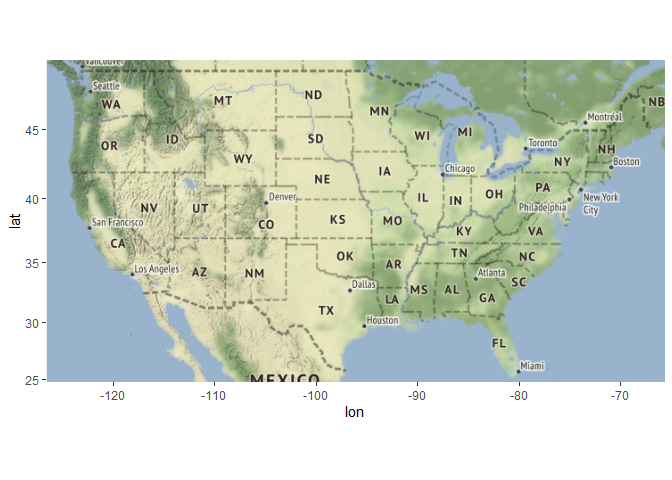 Vancouver
Seattle
WA
MT
ND
MN
NB
Montréal
OR
ID
SD
WI
MI
Toronto
NH
NY
Boston
WY
NE
IA
Chicago
PA
New York
City
Philadelphia
NV
UT
Denver
CO
KS
MO
IL
IN
OH
VA
KY
San Francisco
CA
Los Angeles
AZ
NM
OK
AR
TN
NC
SC
Atlanta
Dallas
TX
LA
MS
AL
GA
Houston
FL
Miami
MEXICO
45
40
35
30
25
lat
-120
-110
-100
-90
-80
-70
lon